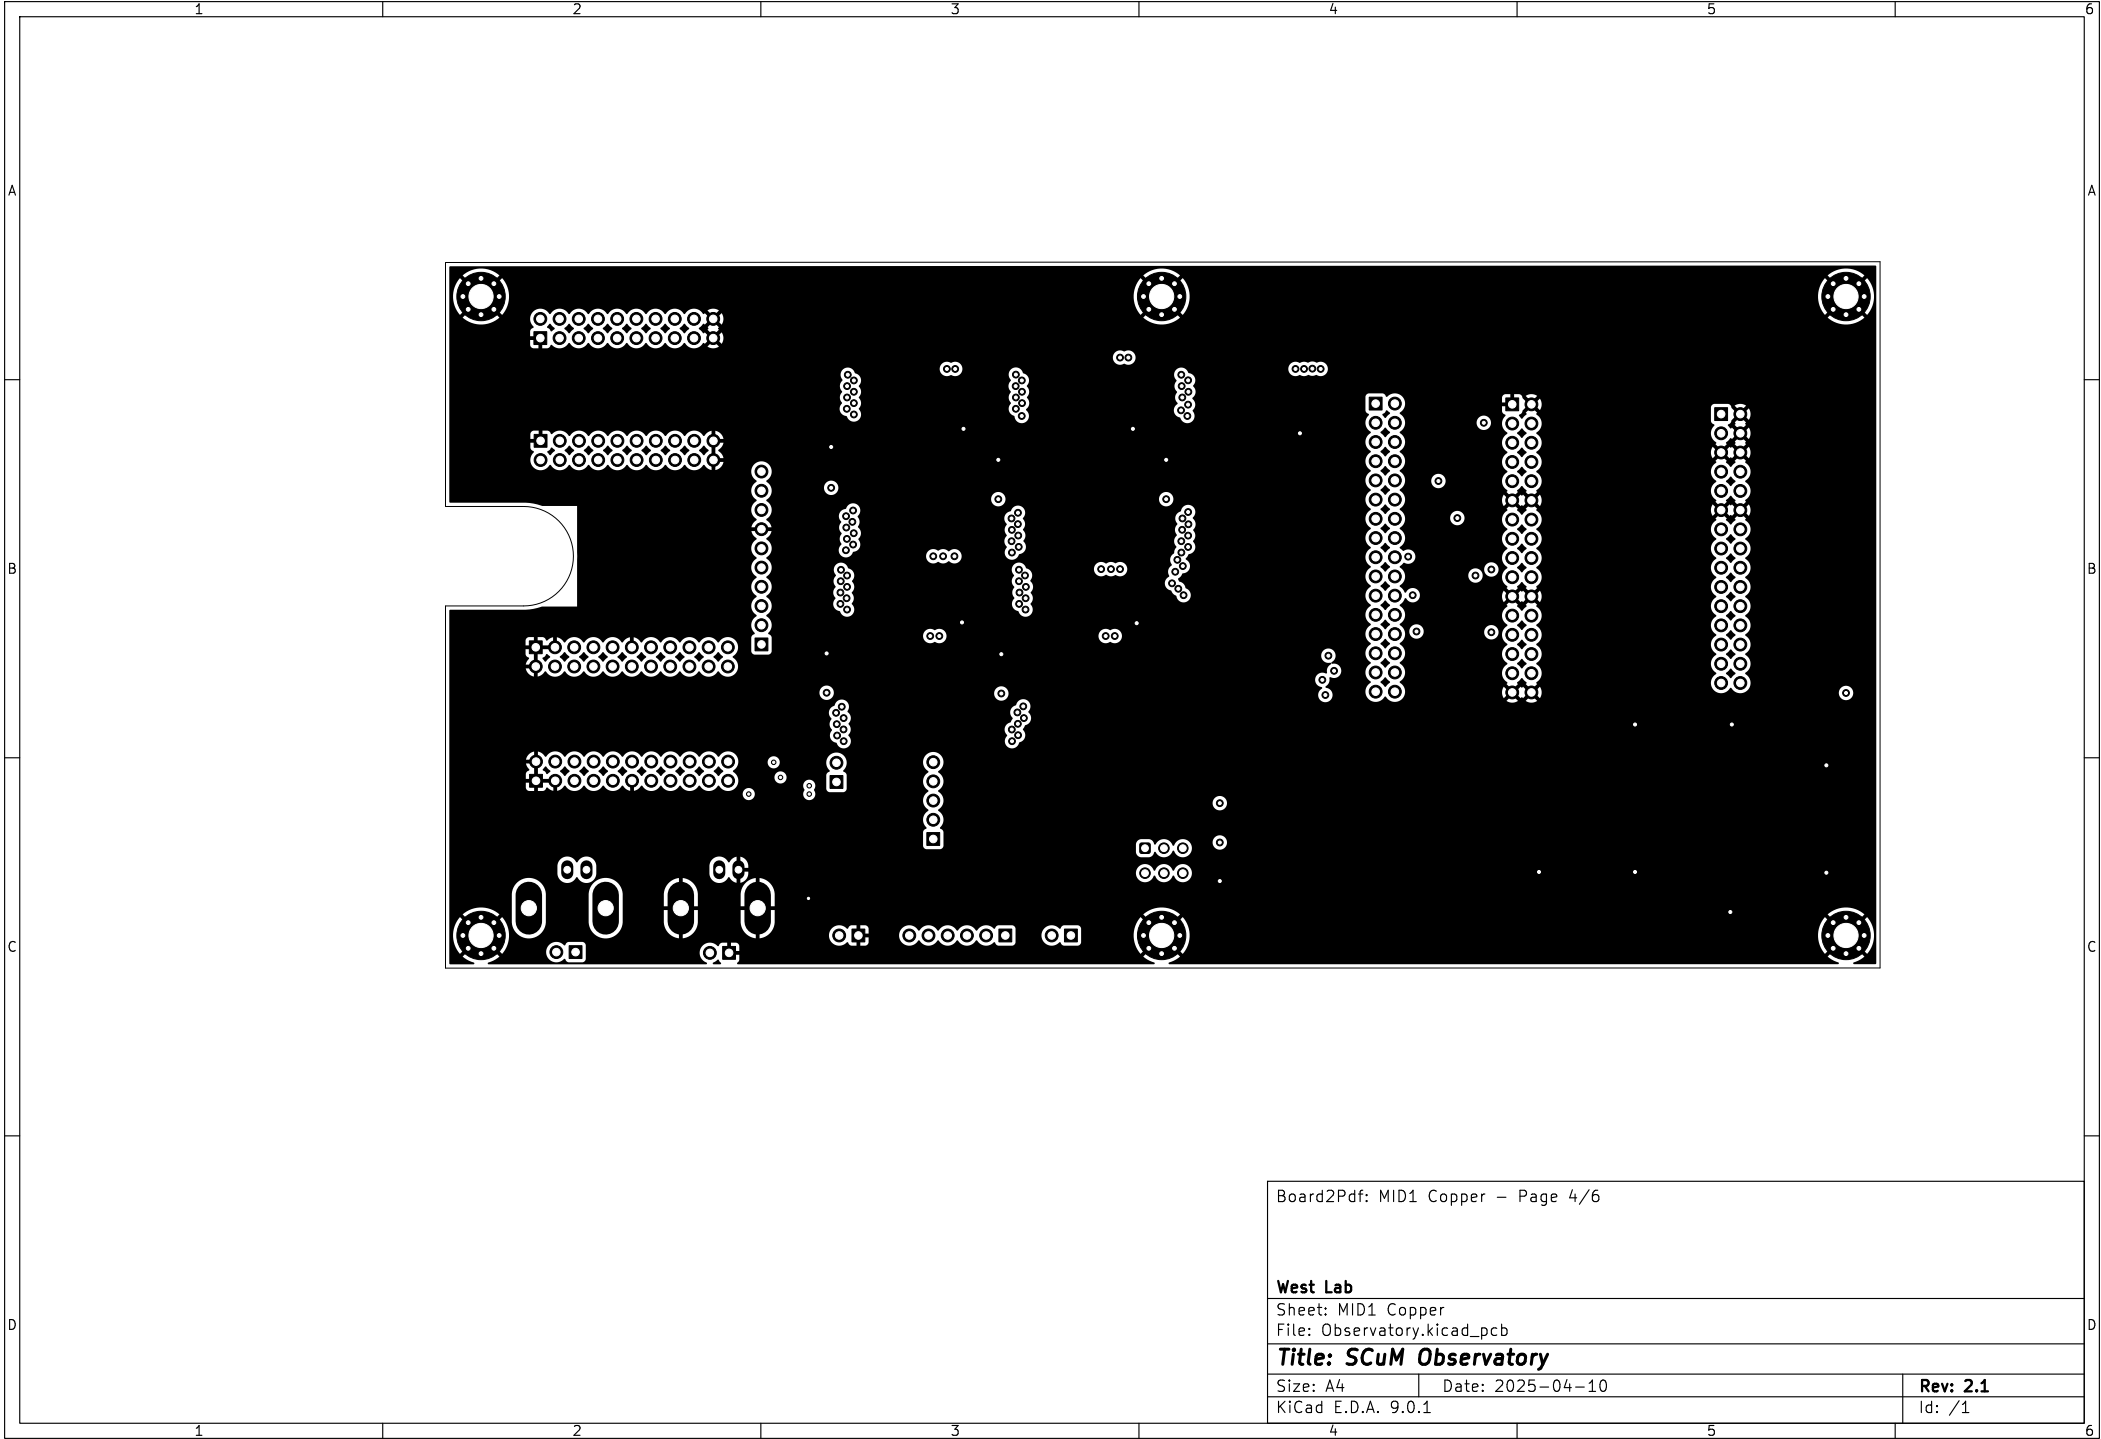 1 2 3 4 5 6
A A
B B
C C
Board2Pdf: MID1 Copper – Page 4/6
West Lab
Sheet: MID1 Copper
File: Observatory.kicad_pcb
D D
Title: SCuM Observatory
Size: A4 Date: 2025–04–10 Rev: 2.1
KiCad E.D.A. 9.0.1 Id: /1
1 2 3 4 5 6